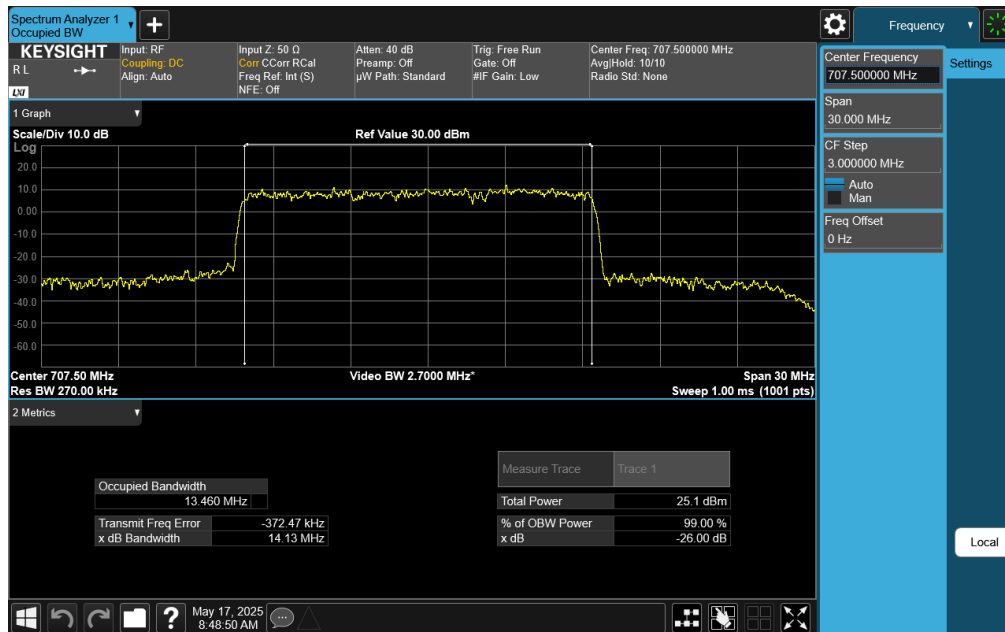 Spectrum Analyzer 1
Occupied BW
Frequency
KEYSIGHT
R L
LXI
Input: RF
Coupling: DC
Align: Auto
Input Z: 50 Ω
Corr CCorr RCal
Freq Ref: Int (S)
NFE: Off
Atten: 40 dB
Preamp: Off
µW Path: Standard
Trig: Free Run
Gate: Off
#IF Gain: Low
Center Freq: 707.500000 MHz
Avg|Hold: 10/10
Radio Std: None
Center Frequency
707.500000 MHz
Settings
Span
30.000 MHz
CF Step
3.000000 MHz
Auto
Man
Freq Offset
0 Hz
Local
1 Graph
Scale/Div 10.0 dB
Ref Value 30.00 dBm
Log
20.0
10.0
0.00
-10.0
-20.0
-30.0
-40.0
-50.0
-60.0
Center 707.50 MHz
Video BW 2.7000 MHz*
Span 30 MHz
Res BW 270.00 kHz
Sweep 1.00 ms (1001 pts)
2 Metrics
Measure Trace Trace 1
Occupied Bandwidth
13.460 MHz
Total Power 25.1 dBm
Transmit Freq Error -372.47 kHz
% of OBW Power 99.00 %
x dB Bandwidth 14.13 MHz
x dB -26.00 dB
May 17, 2025
8:48:50 AM